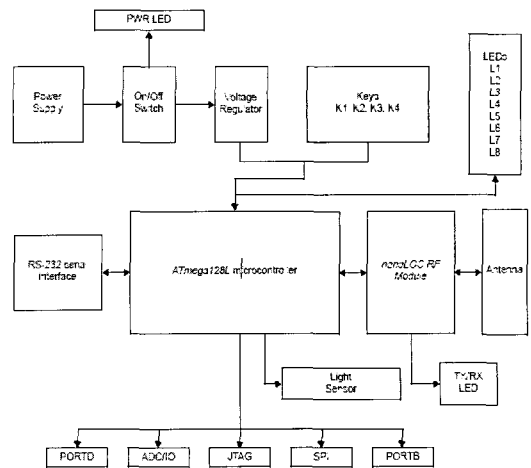 PWR LED
Power
Supply
On/Off
Switch
Voltage
Regulator
Keys
K1, K2, K3, K4
LEDs
L1
L2
L3
L4
L5
L6
L7
L8
RS-232 serial
interface
ATmega128L microcontroller
nanoLOC RF
Module
Antenna
Light
Sensor
TX/RX
LED
PORTD
ADC/IO
JTAG
SPI
PORTB